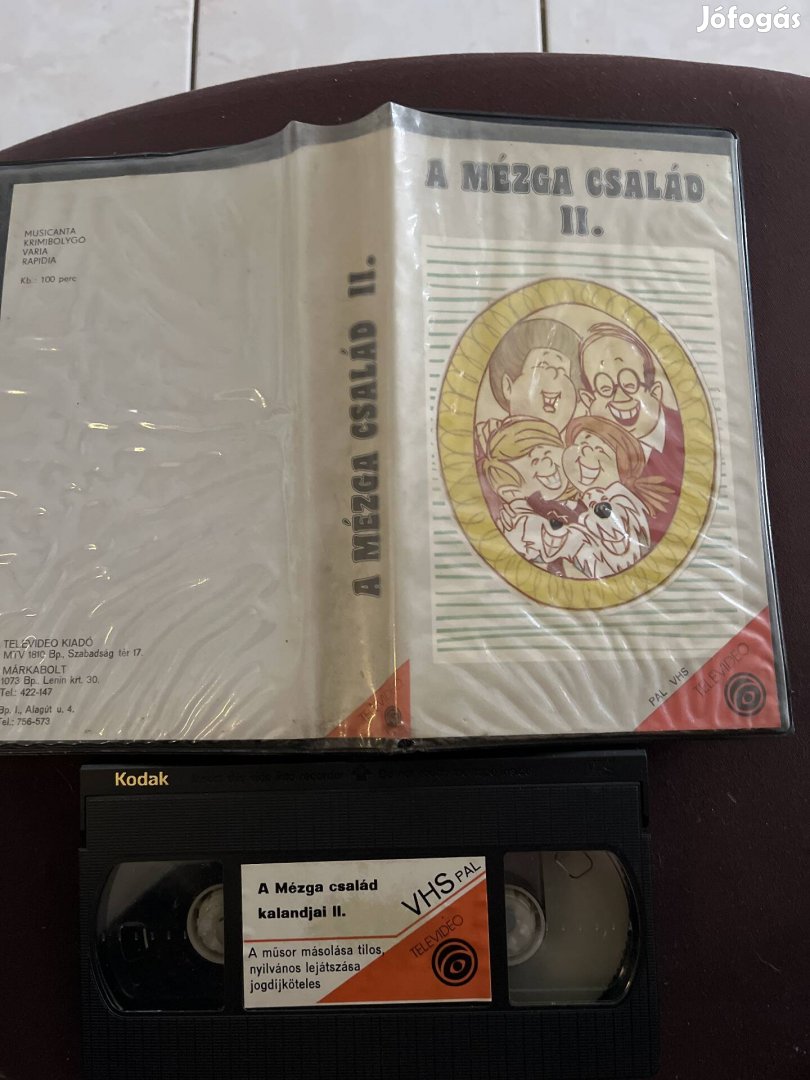 Jófogás
MUSICANTA
KRIMIBOLYGO
VARIA
RAPIDIA
Kb.: 100 perc
TELEVIDEO KIADÓ
MTV 1810 Bp., Szabadság tér 17.
MÁRKABOLT
1073 Bp., Lenin krt. 30.
Tel.: 422-147
Bp. I., Alagút u. 4.
Tel.: 756-573
A MÉZGA CSALÁD II.
A MÉZGA CSALÁD
II.
PAL VHS
TELEVIDEO
Kodak
A Mézga család
kalandjai II.
VHS PAL
A műsor másolása tilos,
nyilvános lejátszása
jogdíjköteles
TELEVIDEO